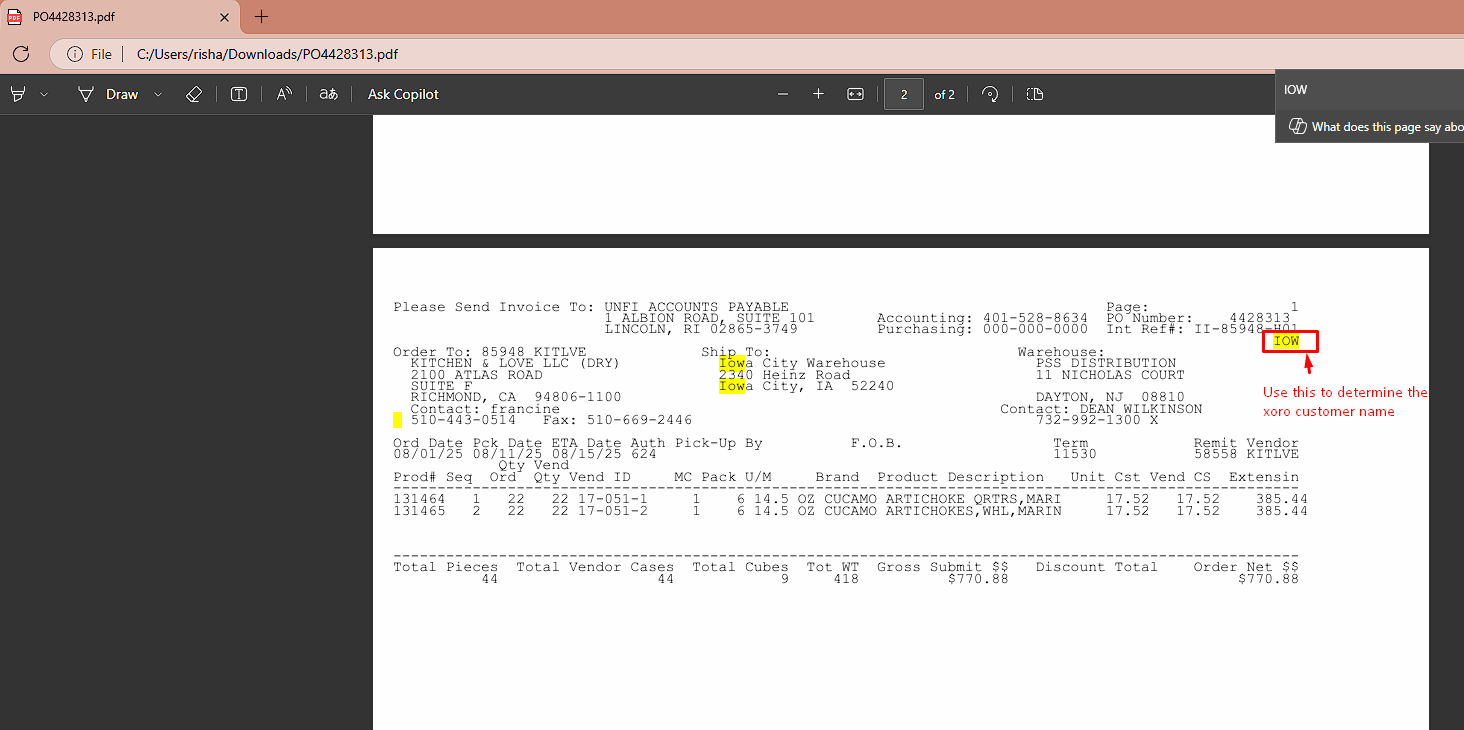 PO4428313.pdf
File C:/Users/risha/Downloads/PO4428313.pdf
Draw Ask Copilot 2 of 2
IOW
What does this page say abo
Please Send Invoice To: UNFI ACCOUNTS PAYABLE Page: 1
1 ALBION ROAD, SUITE 101 Accounting: 401-528-8634 PO Number: 4428313
LINCOLN, RI 02865-3749 Purchasing: 000-000-0000 Int Ref#: II-85948-H01
IOW
Order To: 85948 KITLVE Ship To: Warehouse:
KITCHEN & LOVE LLC (DRY) Iowa City Warehouse PSS DISTRIBUTION
2100 ATLAS ROAD 2340 Heinz Road 11 NICHOLAS COURT
SUITE F Iowa City, IA 52240
RICHMOND, CA 94806-1100 DAYTON, NJ 08810
Contact: francine Contact: DEAN WILKINSON
510-443-0514 Fax: 510-669-2446 732-992-1300 X
Use this to determine the
xoro customer name
Ord Date Pck Date ETA Date Auth Pick-Up By F.O.B. Term Remit Vendor
08/01/25 08/11/25 08/15/25 624 11530 58558 KITLVE
Qty Vend
Prod# Seq Ord Qty Vend ID MC Pack U/M Brand Product Description Unit Cst Vend CS Extensin
131464 1 22 22 17-051-1 1 6 14.5 OZ CUCAMO ARTICHOKE QRTRS,MARI 17.52 17.52 385.44
131465 2 22 22 17-051-2 1 6 14.5 OZ CUCAMO ARTICHOKES,WHL,MARIN 17.52 17.52 385.44
Total Pieces Total Vendor Cases Total Cubes Tot WT Gross Submit $$ Discount Total Order Net $$
44 44 9 418 $770.88 $770.88